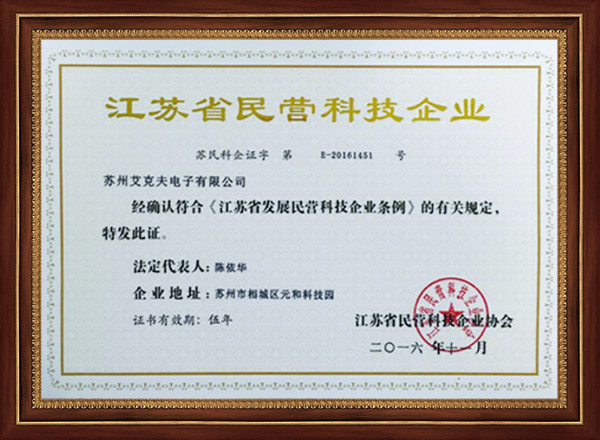 江苏省民营科技企业
苏民科企证字 第 E-20161451 号
苏州艾克夫电子有限公司
经确认符合《江苏省发展民营科技企业条例》的有关规定，
特发此证。
法定代表人：陈依华
企业地址：苏州市相城区元和科技园
证书有效期：伍年
江苏省民营科技企业协会
二〇一六 年十一月